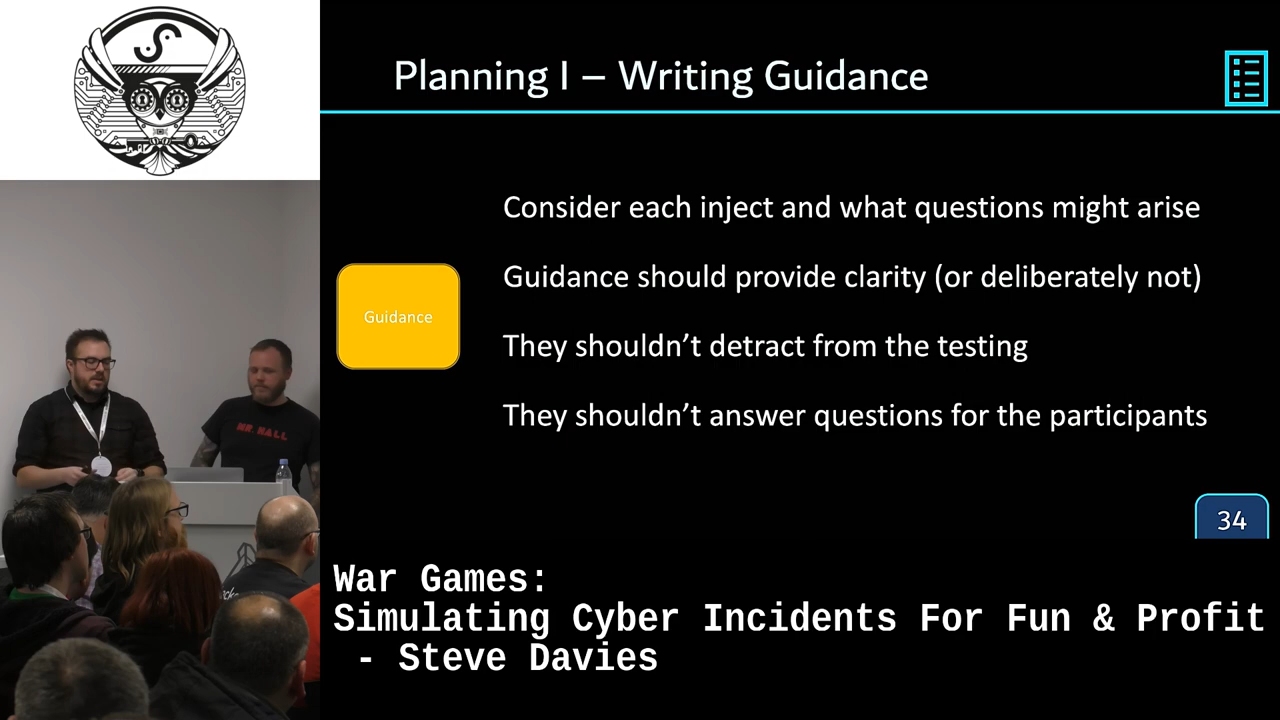 Planning I – Writing Guidance
Consider each inject and what questions might arise
Guidance should provide clarity (or deliberately not)
Guidance
They shouldn’t detract from the testing
They shouldn’t answer questions for the participants
34
MR HALL
War Games:
Simulating Cyber Incidents For Fun & Profit
- Steve Davies